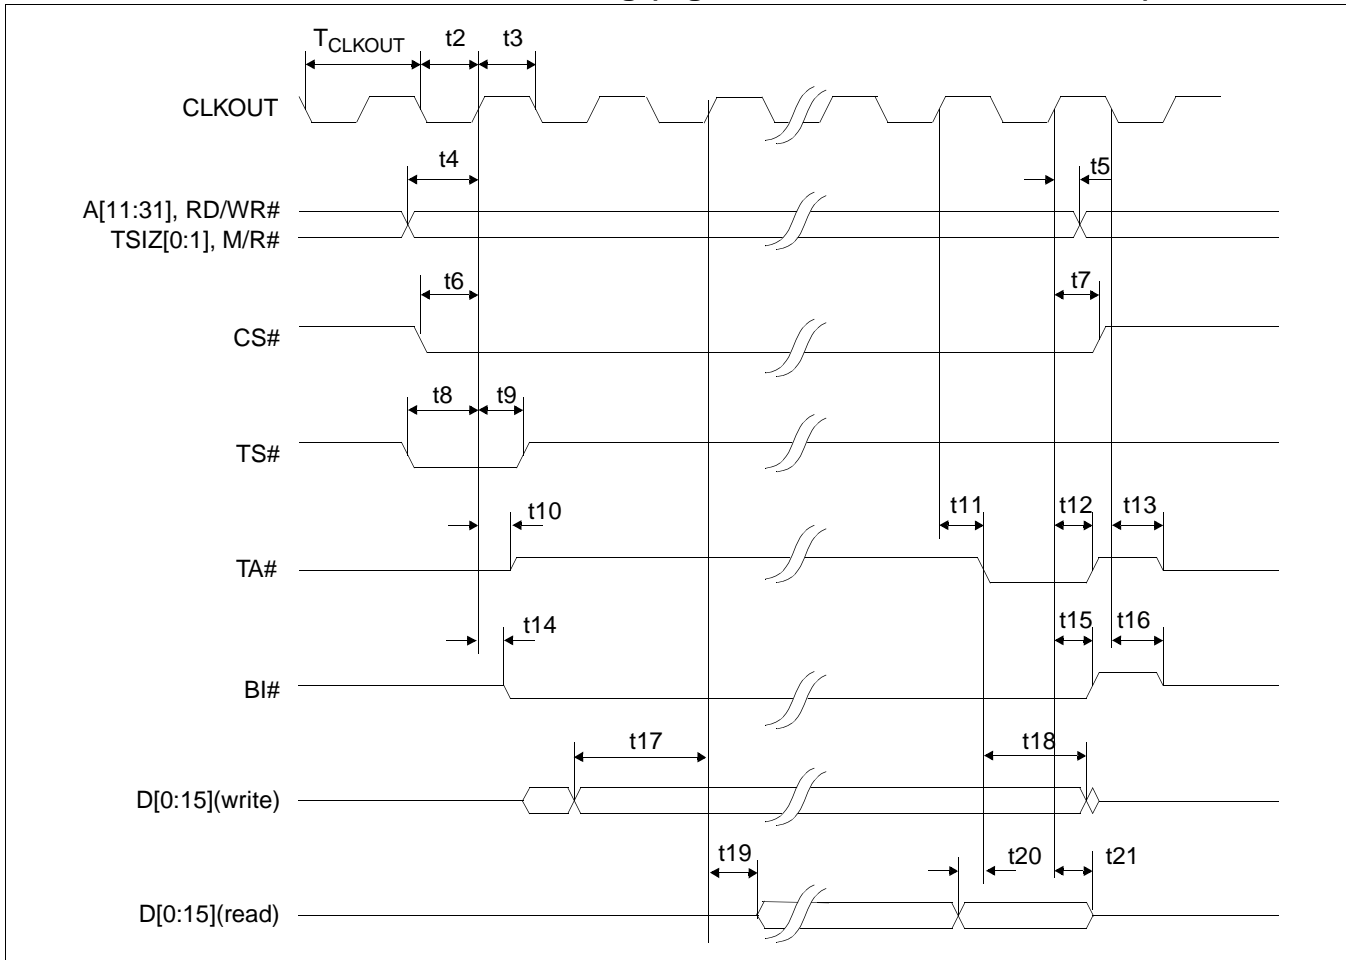 TCLKOUT t2 t3
CLKOUT
t4 t5
A[11:31], RD/WR#
TSIZ[0:1], M/R#
t6 t7
CS#
t8 t9
TS#
t10 t11 t12 t13
TA#
t14 t15 t16
BI#
t17 t18
D[0:15](write)
t19 t20 t21
D[0:15](read)